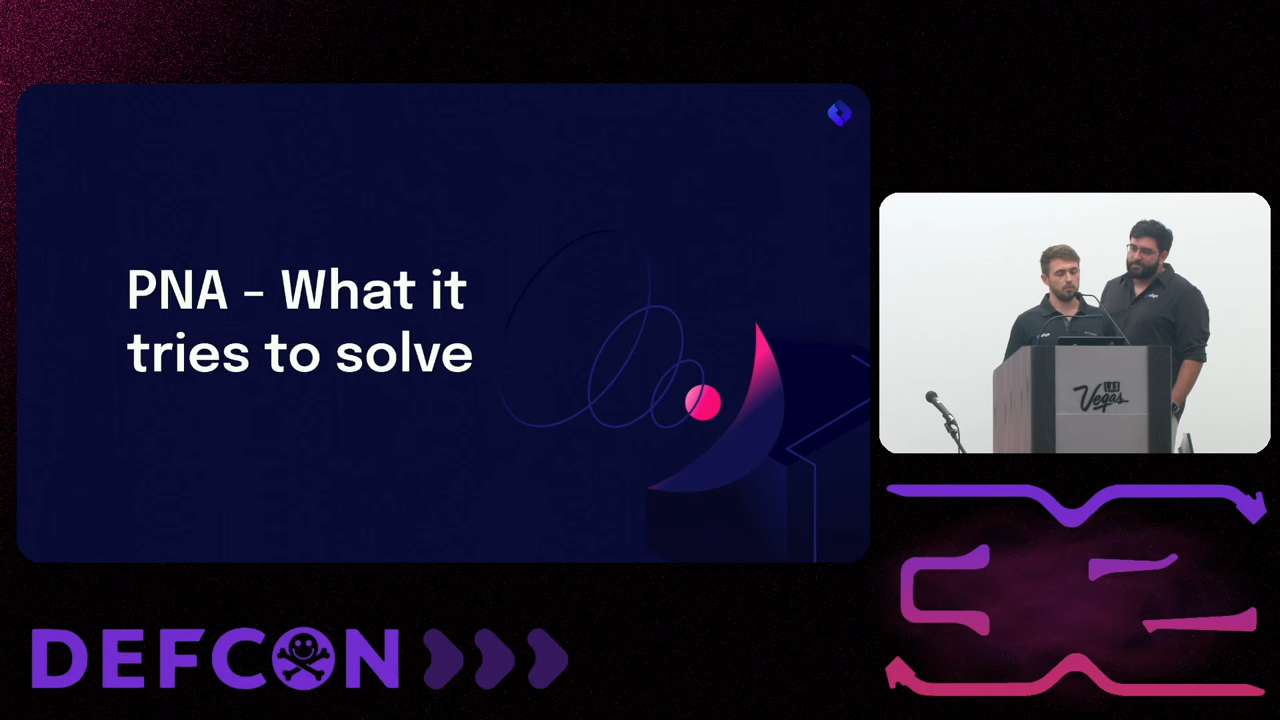 PNA - What it
tries to solve
LAS
Vegas
DEFCON